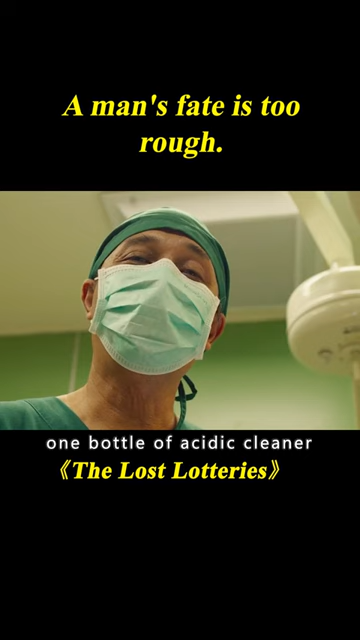 A man's fate is too
rough.
one bottle of acidic cleaner
《The Lost Lotteries》